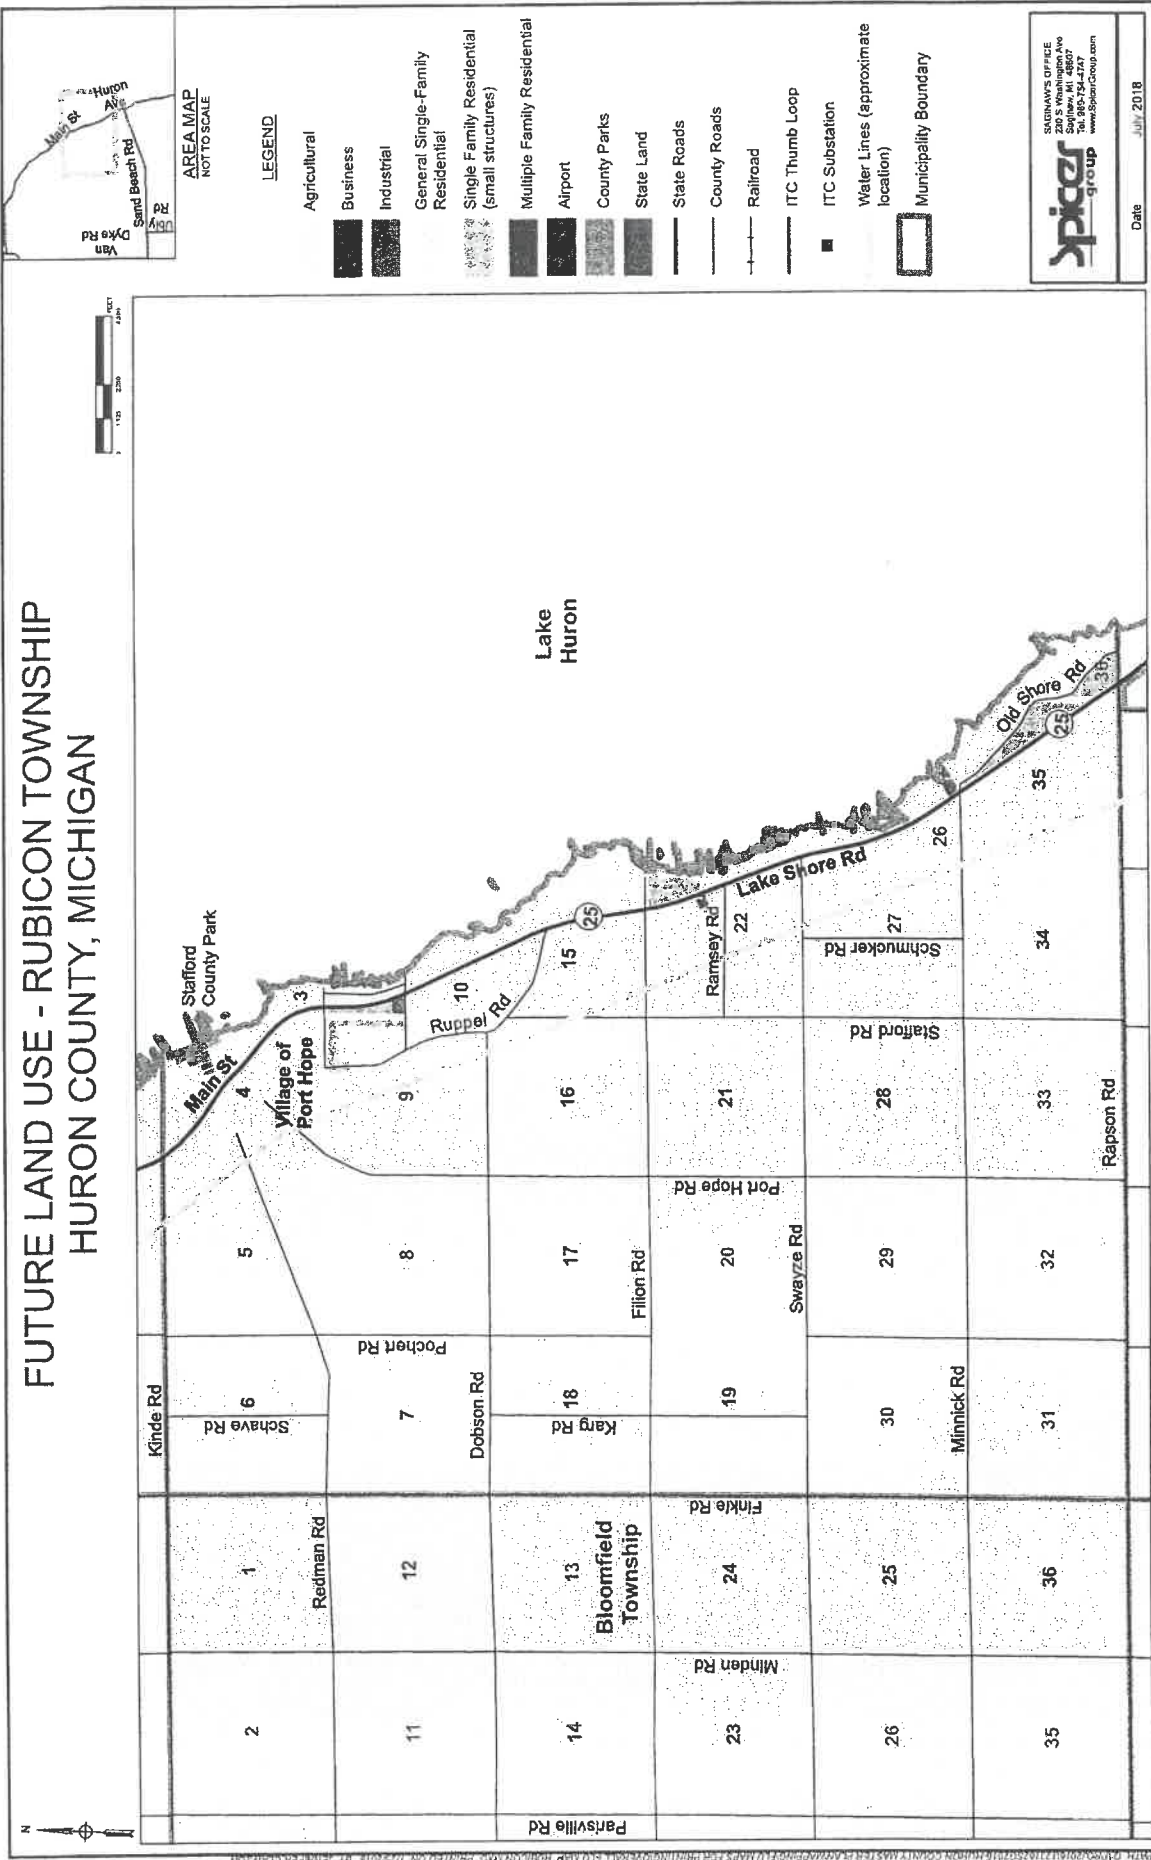 FUTURE LAND USE - RUBICON TOWNSHIP
HURON COUNTY, MICHIGAN
N
FEET
Main St
Huron
Ave
Sand Beach Rd
Van
Dyke Rd
Ubly
Rd
AREA MAP
NOT TO SCALE
LEGEND
Agricultural
Business
Industrial
General Single-Family
Residential
Single Family Residential
(small structures)
Multiple Family Residential
Airport
County Parks
State Land
State Roads
County Roads
Railroad
ITC Thumb Loop
ITC Substation
Water Lines (approximate
location)
Municipality Boundary
SAGINAW'S OFFICE
230 S Washington Ave
Saginaw, MI 48607
Tel. 989-754-4747
www.SpicerGroup.com
spicer
group
Date
July 2018
Kinde Rd
Stafford
County Park
Main St
2
1
6
5
4
3
Schave Rd
Redman Rd
Village of
Port Hope
11
12
7
8
9
10
Pochert Rd
Ruppel Rd
Dobson Rd
Lake
Huron
14
13
18
17
16
15
25
Karg Rd
Bloomfield
Township
Filion Rd
Parisville Rd
Minden Rd
Finkle Rd
Port Hope Rd
Ramsey Rd
23
24
19
20
21
22
Lake Shore Rd
Swayze Rd
Stafford Rd
Schmucker Rd
26
25
30
29
28
27
26
Minnick Rd
Old Shore Rd
35
36
31
32
33
34
35
25
36
Rapson Rd